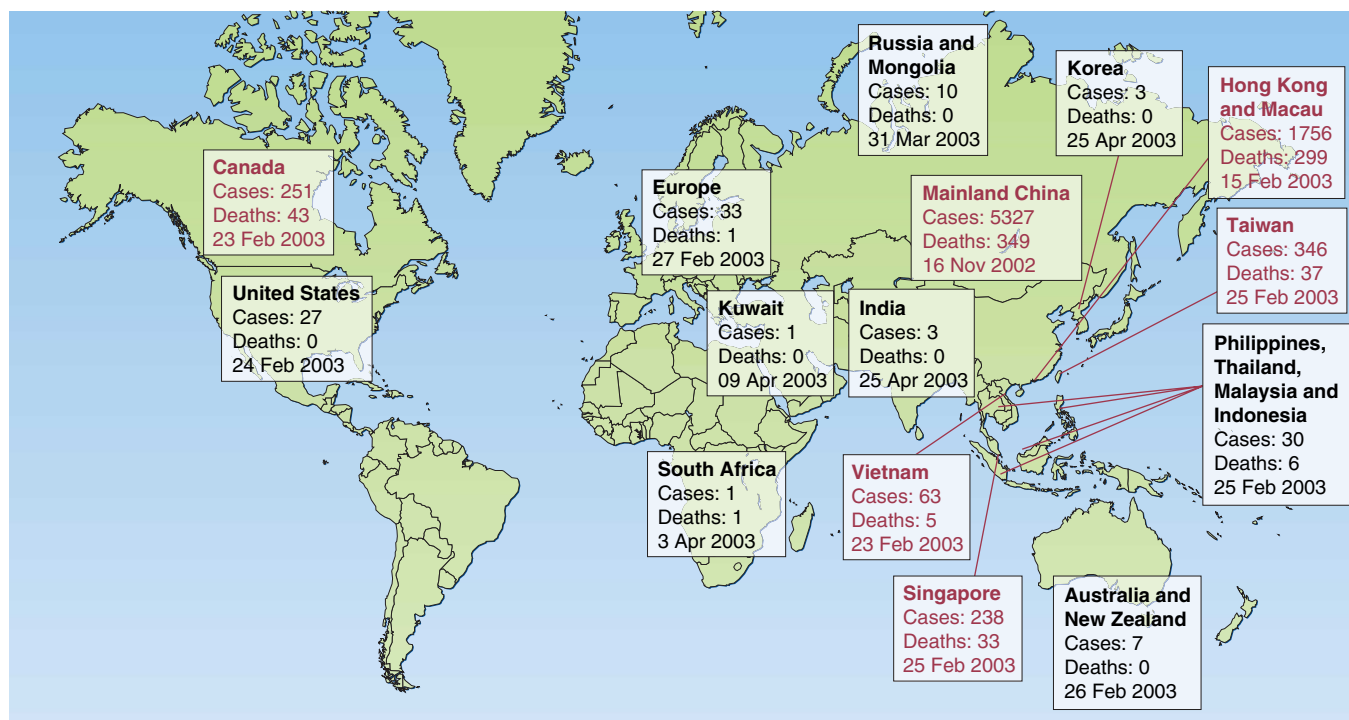 Russia and
Mongolia
Cases: 10
Deaths: 0
31 Mar 2003
Korea
Cases: 3
Deaths: 0
25 Apr 2003
Hong Kong
and Macau
Cases: 1756
Deaths: 299
15 Feb 2003
Canada
Cases: 251
Deaths: 43
23 Feb 2003
Europe
Cases: 33
Deaths: 1
27 Feb 2003
Mainland China
Cases: 5327
Deaths: 349
16 Nov 2002
Taiwan
Cases: 346
Deaths: 37
25 Feb 2003
United States
Cases: 27
Deaths: 0
24 Feb 2003
Kuwait
Cases: 1
Deaths: 0
09 Apr 2003
India
Cases: 3
Deaths: 0
25 Apr 2003
Philippines,
Thailand,
Malaysia and
Indonesia
Cases: 30
Deaths: 6
25 Feb 2003
South Africa
Cases: 1
Deaths: 1
3 Apr 2003
Vietnam
Cases: 63
Deaths: 5
23 Feb 2003
Singapore
Cases: 238
Deaths: 33
25 Feb 2003
Australia and
New Zealand
Cases: 7
Deaths: 0
26 Feb 2003